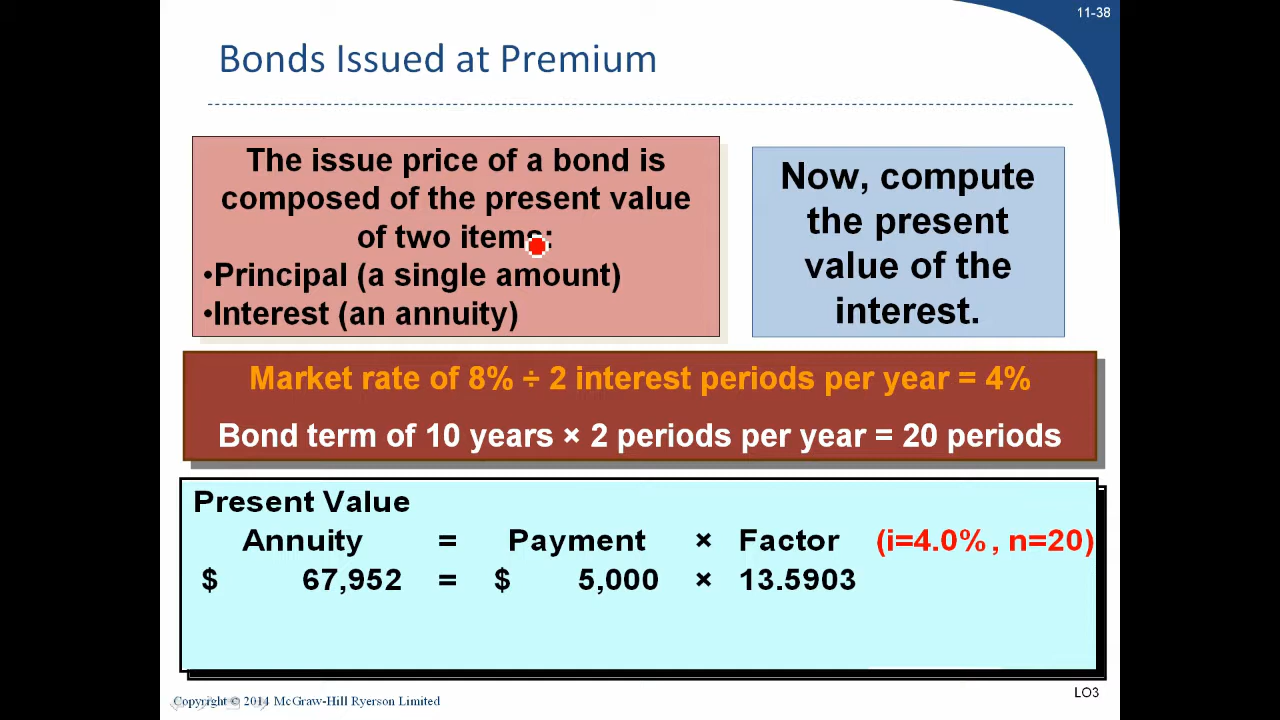 11-38
Bonds Issued at Premium
The issue price of a bond is
composed of the present value
of two items:
•Principal (a single amount)
•Interest (an annuity)
Now, compute
the present
value of the
interest.
Market rate of 8% ÷ 2 interest periods per year = 4%
Bond term of 10 years × 2 periods per year = 20 periods
Present Value
Annuity = Payment × Factor (i=4.0% , n=20)
$ 67,952 = $ 5,000 × 13.5903
Copyright © 2014 McGraw-Hill Ryerson Limited
LO3